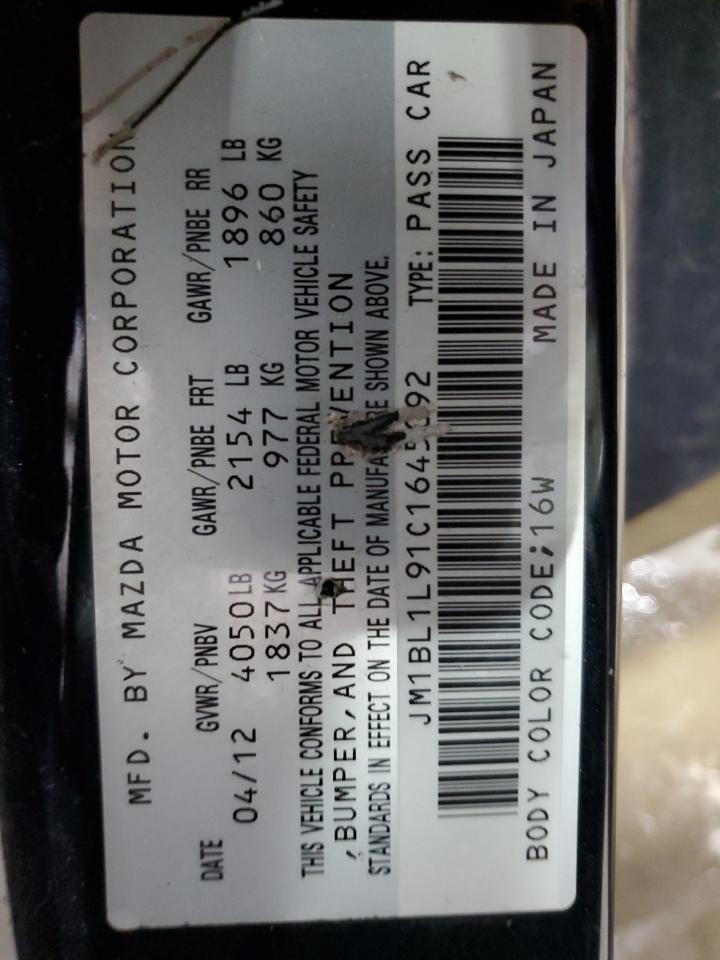 MFD. BY MAZDA MOTOR CORPORATION
DATE GVWR/PNBV GAWR/PNBE FRT GAWR/PNBE RR
04/12 4050LB 2154 LB 1896 LB
1837KG 977 KG 860 KG
THIS VEHICLE CONFORMS TO ALL APPLICABLE FEDERAL MOTOR VEHICLE SAFETY
,BUMPER,AND THEFT PREVENTION
STANDARDS IN EFFECT ON THE DATE OF MANUFACTURE SHOWN ABOVE.
TYPE: PASS CAR
BODY COLOR CODE;16W MADE IN JAPAN